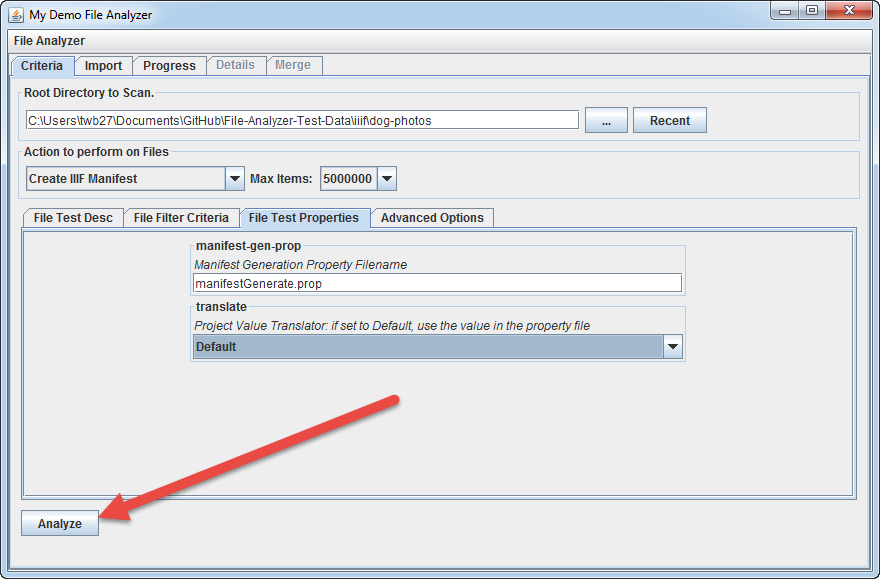 My Demo File Analyzer
File Analyzer
Criteria Import Progress Details Merge
Root Directory to Scan.
C:\Users\twb27\Documents\GitHub\File-Analyzer-Test-Data\iiif\dog-photos ... Recent
Action to perform on Files
Create IIIF Manifest Max Items: 5000000
File Test Desc File Filter Criteria File Test Properties Advanced Options
manifest-gen-prop
Manifest Generation Property Filename
manifestGenerate.prop
translate
Project Value Translator: if set to Default, use the value in the property file
Default
Analyze